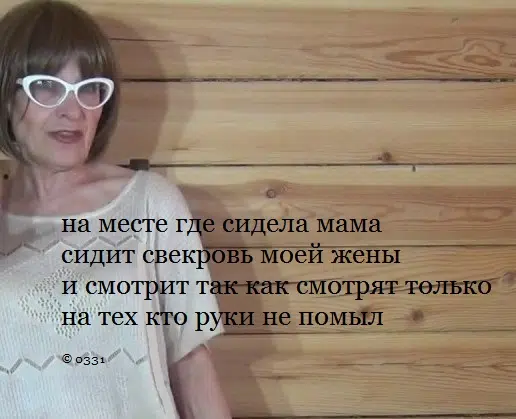 на месте где сидела мама
сидит свекровь моей жены
и смотрит так как смотрят только
на тех кто руки не помыл
© 0331